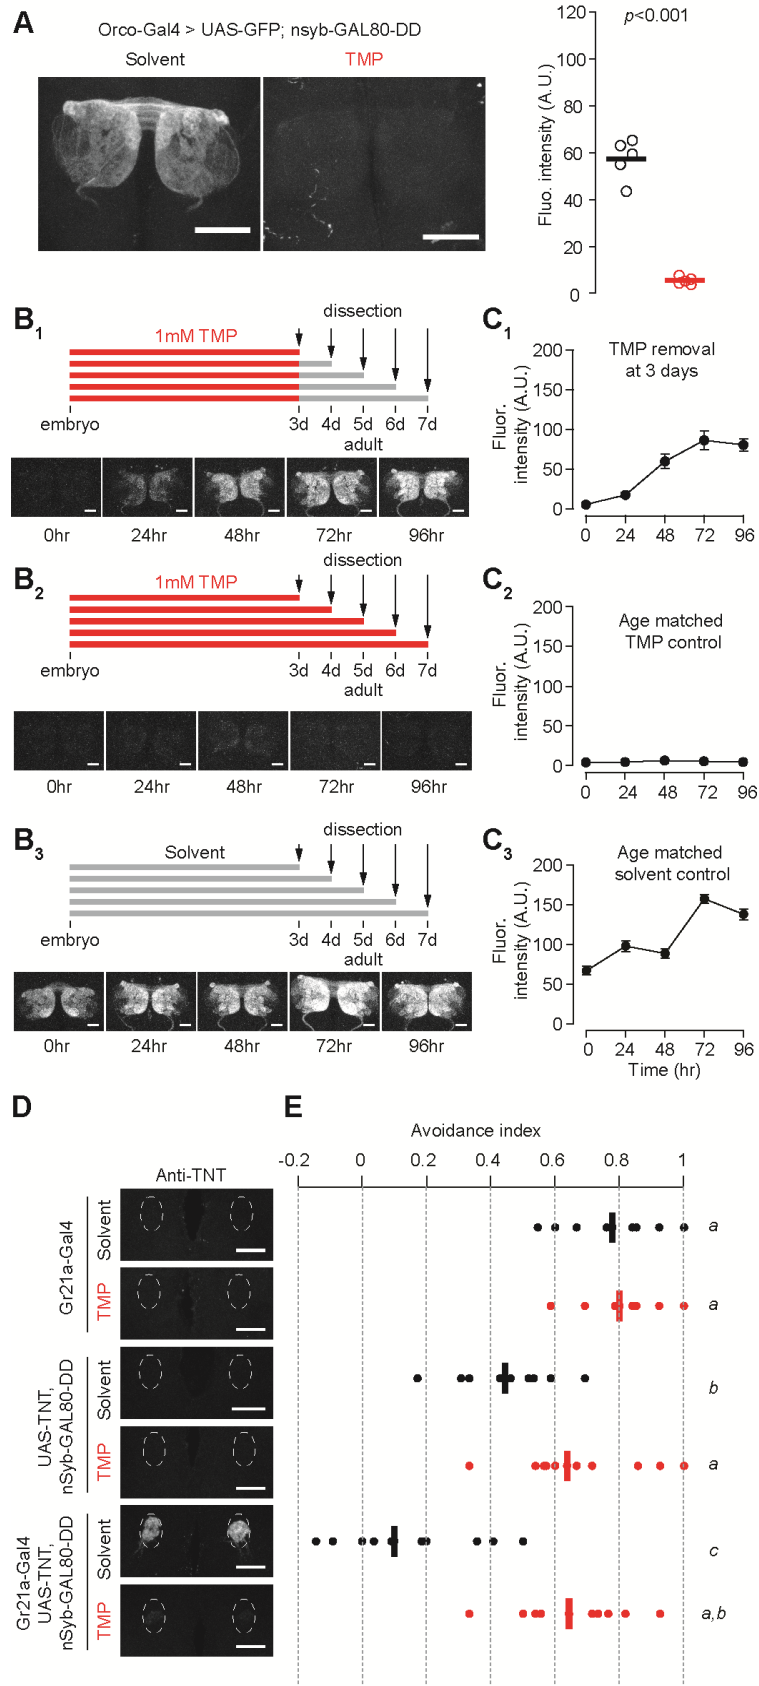 A
Orco-Gal4 > UAS-GFP; nsyb-GAL80-DD
Solvent
TMP
Fluo. intensity (A.U.)
120
100
80
60
40
20
0
p<0.001
B1
dissection
1mM TMP
embryo
3d 4d 5d 6d 7d
adult
0hr 24hr 48hr 72hr 96hr
C1
TMP removal
at 3 days
Fluor.
intensity (A.U.)
200
150
100
50
0
0 24 48 72 96
B2
dissection
1mM TMP
embryo
3d 4d 5d 6d 7d
adult
0hr 24hr 48hr 72hr 96hr
C2
Age matched
TMP control
Fluor.
intensity (A.U.)
200
150
100
50
0
0 24 48 72 96
B3
dissection
Solvent
embryo
3d 4d 5d 6d 7d
adult
0hr 24hr 48hr 72hr 96hr
C3
Age matched
solvent control
Fluor.
intensity (A.U.)
200
150
100
50
0
0 24 48 72 96
Time (hr)
D
Anti-TNT
Gr21a-Gal4
Solvent
TMP
UAS-TNT,
nSyb-GAL80-DD
Solvent
TMP
Gr21a-Gal4
UAS-TNT,
nSyb-GAL80-DD
Solvent
TMP
E
Avoidance index
-0.2 0 0.2 0.4 0.6 0.8 1
a
a
b
a
c
a,b